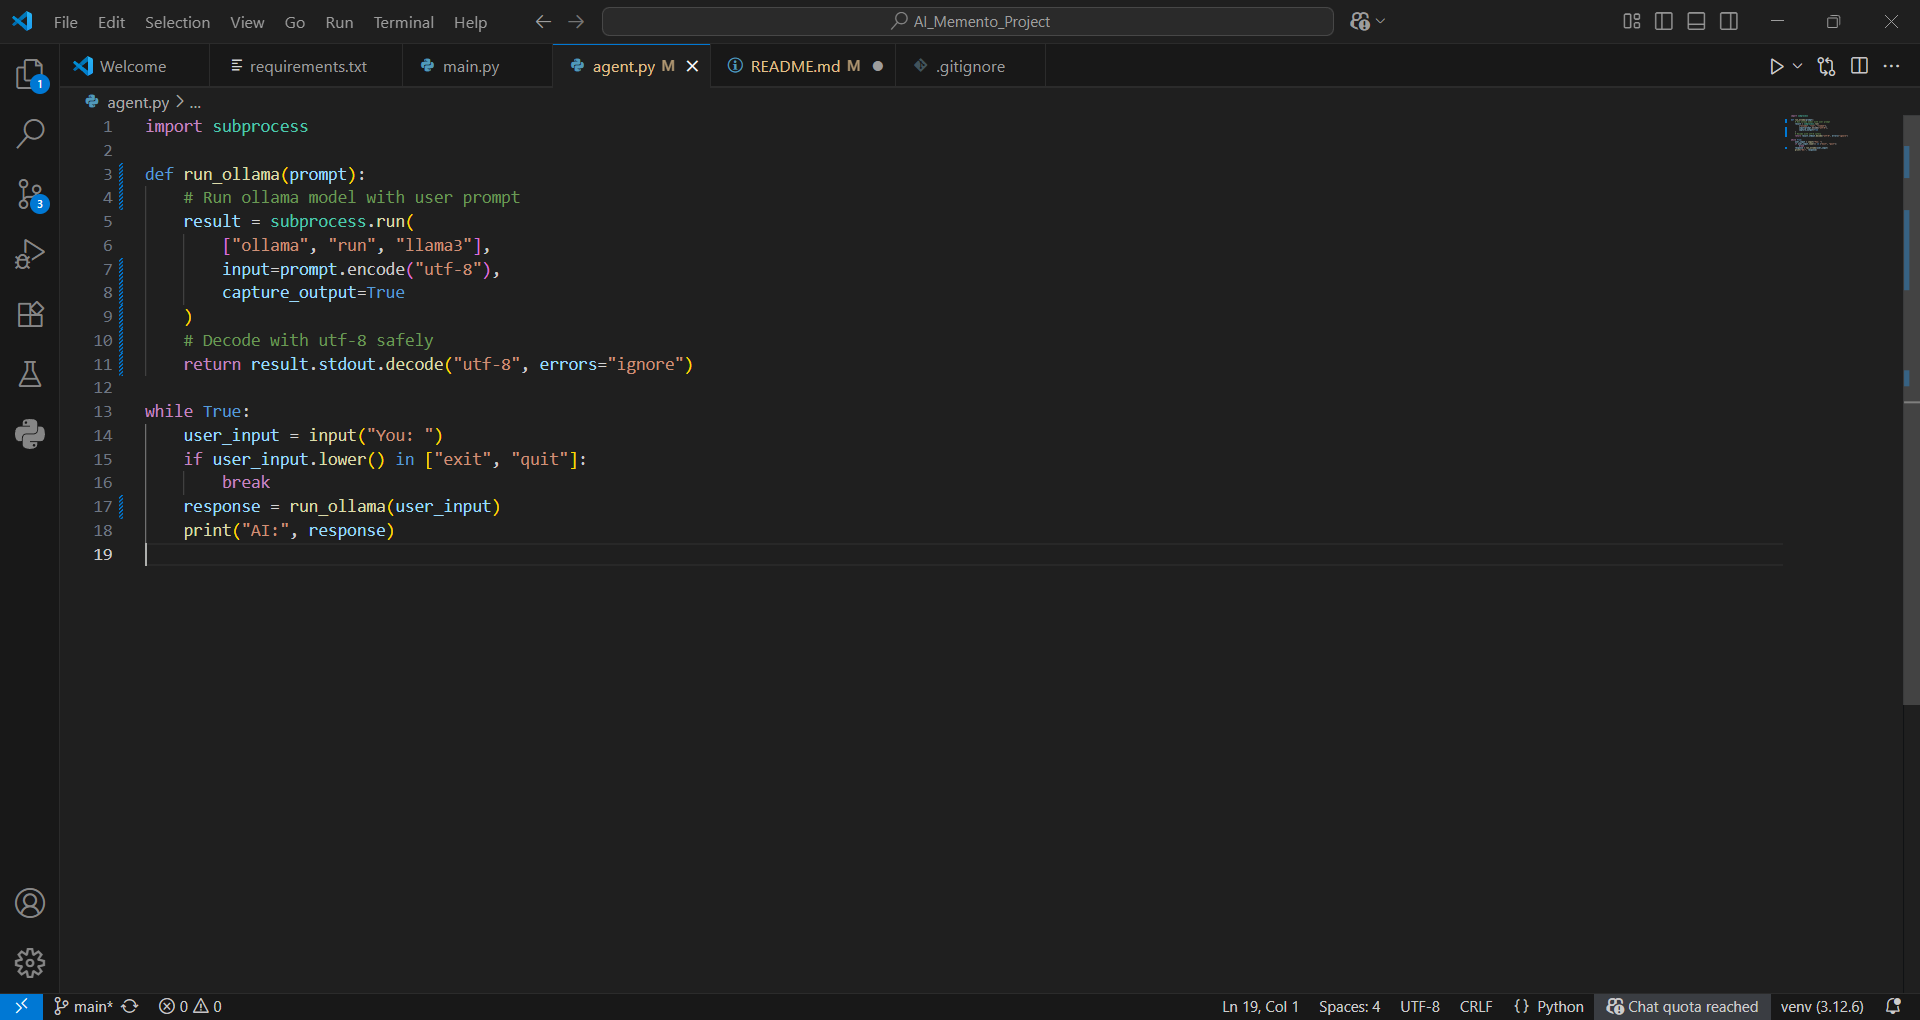 File Edit Selection View Go Run Terminal Help AI_Memento_Project
Welcome requirements.txt main.py agent.py M README.md M .gitignore
agent.py > ...
1 import subprocess
2
3 def run_ollama(prompt):
4 # Run ollama model with user prompt
5 result = subprocess.run(
6 ["ollama", "run", "llama3"],
7 input=prompt.encode("utf-8"),
8 capture_output=True
9 )
10 # Decode with utf-8 safely
11 return result.stdout.decode("utf-8", errors="ignore")
12
13 while True:
14 user_input = input("You: ")
15 if user_input.lower() in ["exit", "quit"]:
16 break
17 response = run_ollama(user_input)
18 print("AI:", response)
19
1
3
main* 0 0 Ln 19, Col 1 Spaces: 4 UTF-8 CRLF {} Python Chat quota reached venv (3.12.6)